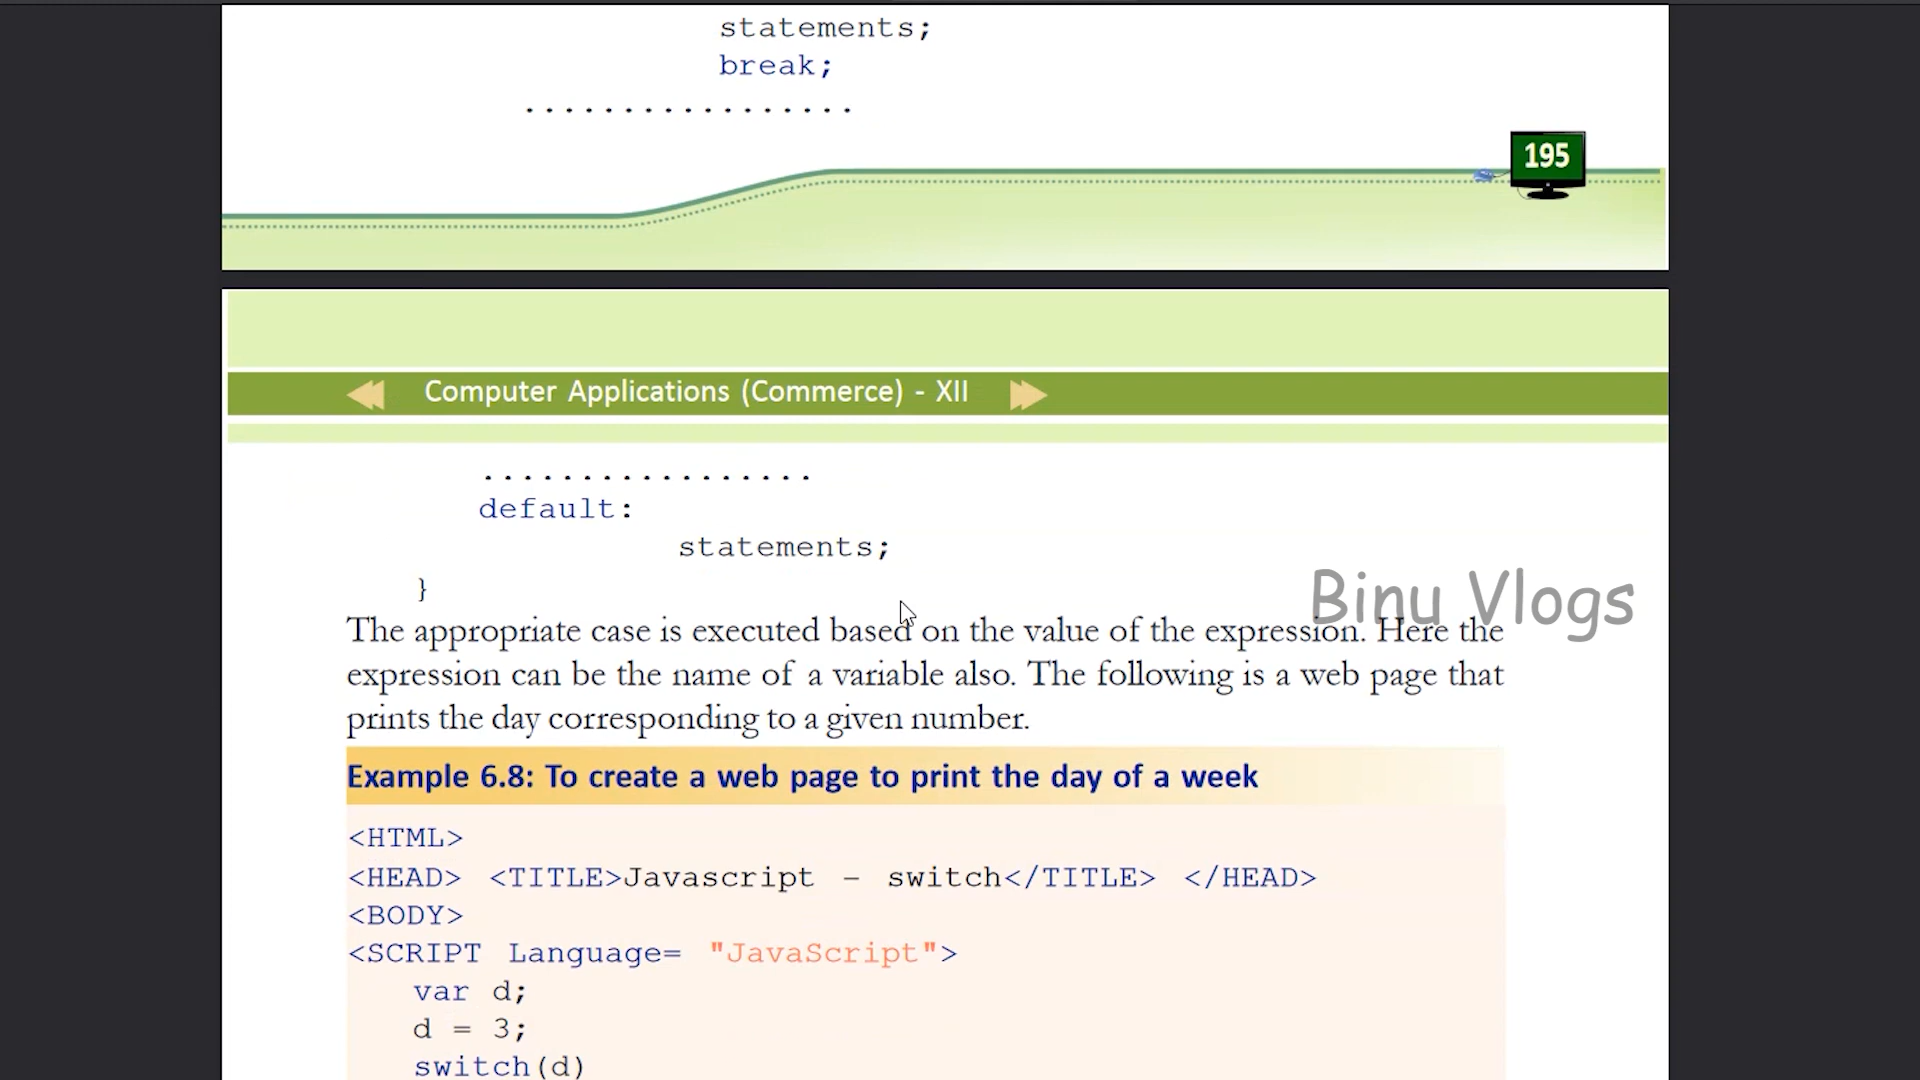 statements;
break;
.................
195
Computer Applications (Commerce) - XII
.................
default:
statements;
}
Binu Vlogs
The appropriate case is executed based on the value of the expression. Here the
expression can be the name of a variable also. The following is a web page that
prints the day corresponding to a given number.
Example 6.8: To create a web page to print the day of a week
<HTML>
<HEAD> <TITLE>Javascript - switch</TITLE> </HEAD>
<BODY>
<SCRIPT Language= "JavaScript">
var d;
d = 3;
switch(d)